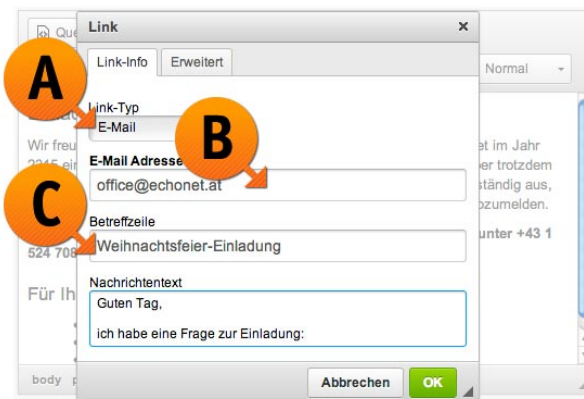 Link
×
Que
Link-Info
Erweitert
Normal
A
Link-Typ
E-Mail
B
Wir freu
et im Jahr
E-Mail Adresse
er trotzdem
office@echonet.at
ständig aus,
C
bzumelden.
Betreffzeile
unter +43 1
Weihnachtsfeier-Einladung
524 708
Nachrichtentext
Für Ih
Guten Tag,
ich habe eine Frage zur Einladung:
body
Abbrechen
OK